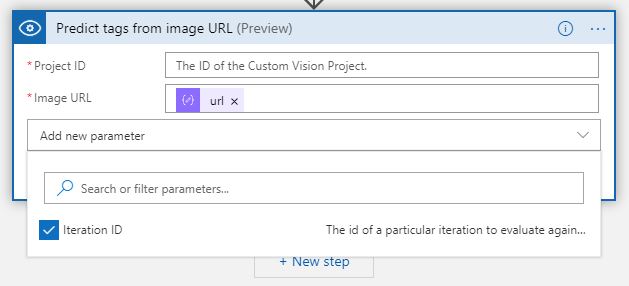 Predict tags from image URL (Preview)
* Project ID The ID of the Custom Vision Project.
* Image URL url ×
Add new parameter
Search or filter parameters...
Iteration ID The id of a particular iteration to evaluate again...
+ New step